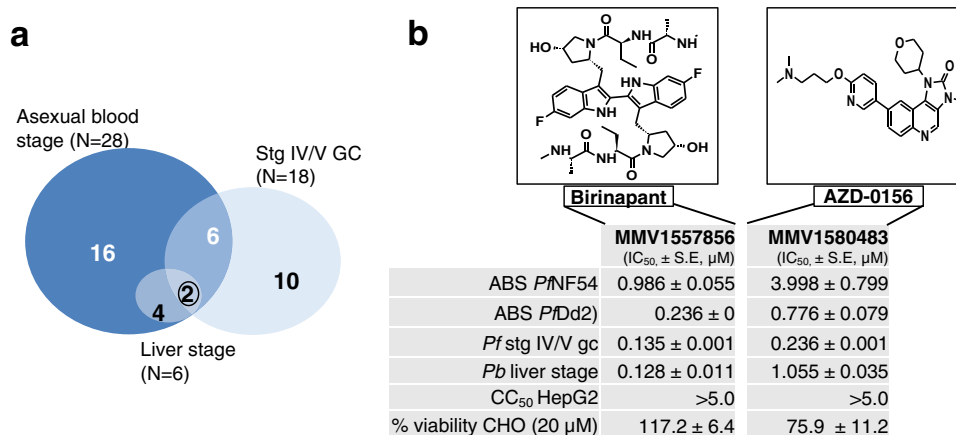 a
Asexual blood
stage (N=28)
Stg IV/V GC
(N=18)
16
6
10
2
4
Liver stage
(N=6)
b
HO
N
O
H
N
O
N
H
F
H
N
N
H
F
N
H
O
N
H
O
N
OH
O
N
O
N
N
N
O
N
N
Birinapant
AZD-0156
MMV1557856 MMV1580483
(IC50, ± S.E, µM) (IC50, ± S.E, µM)
ABS PfNF54 0.986 ± 0.055 3.998 ± 0.799
ABS PfDd2) 0.236 ± 0 0.776 ± 0.079
Pf stg IV/V gc 0.135 ± 0.001 0.236 ± 0.001
Pb liver stage 0.128 ± 0.011 1.055 ± 0.035
CC50 HepG2 >5.0 >5.0
% viability CHO (20 µM) 117.2 ± 6.4 75.9 ± 11.2